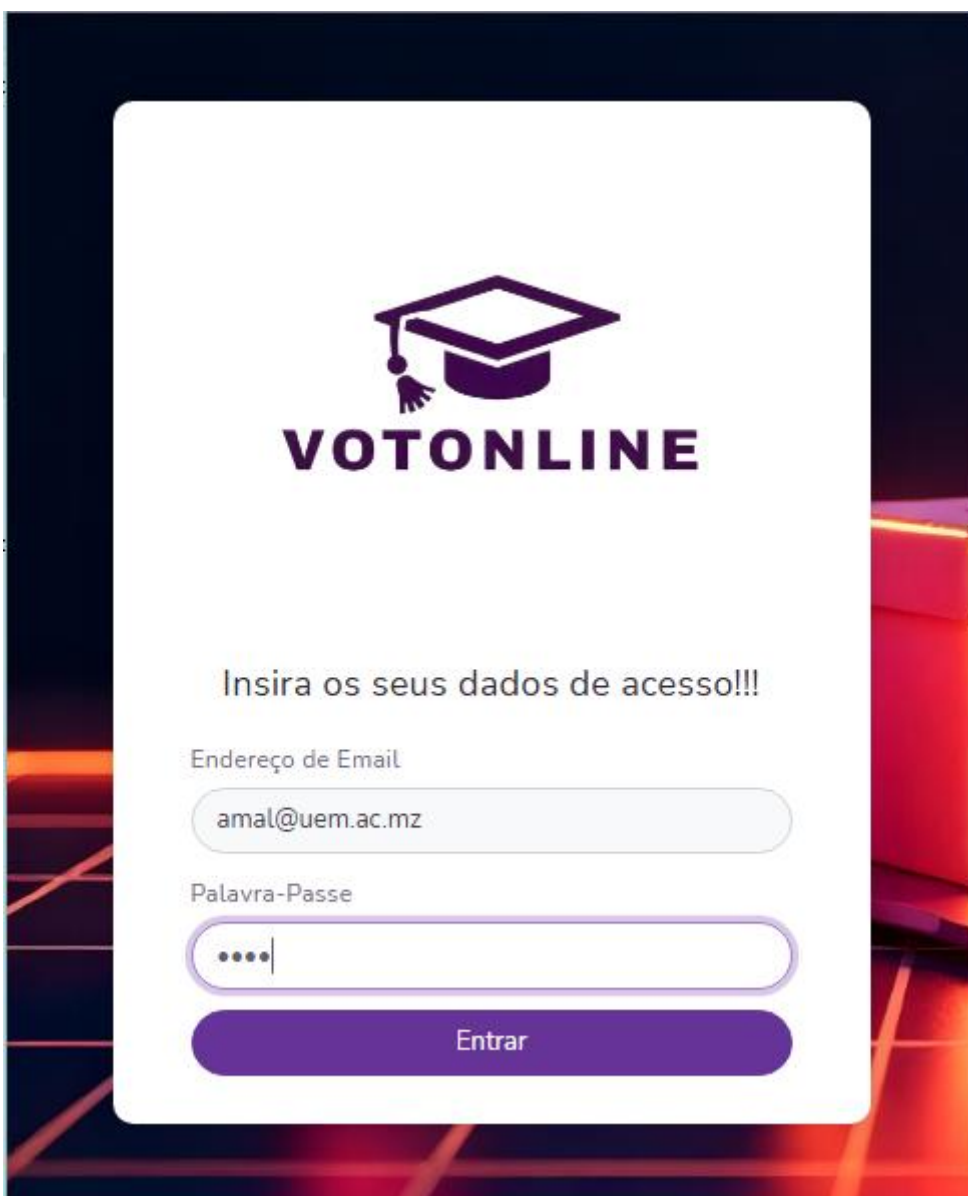 VOTONLINE
Insira os seus dados de acesso!!!
Endereço de Email
amal@uem.ac.mz
Palavra-Passe
••••
Entrar